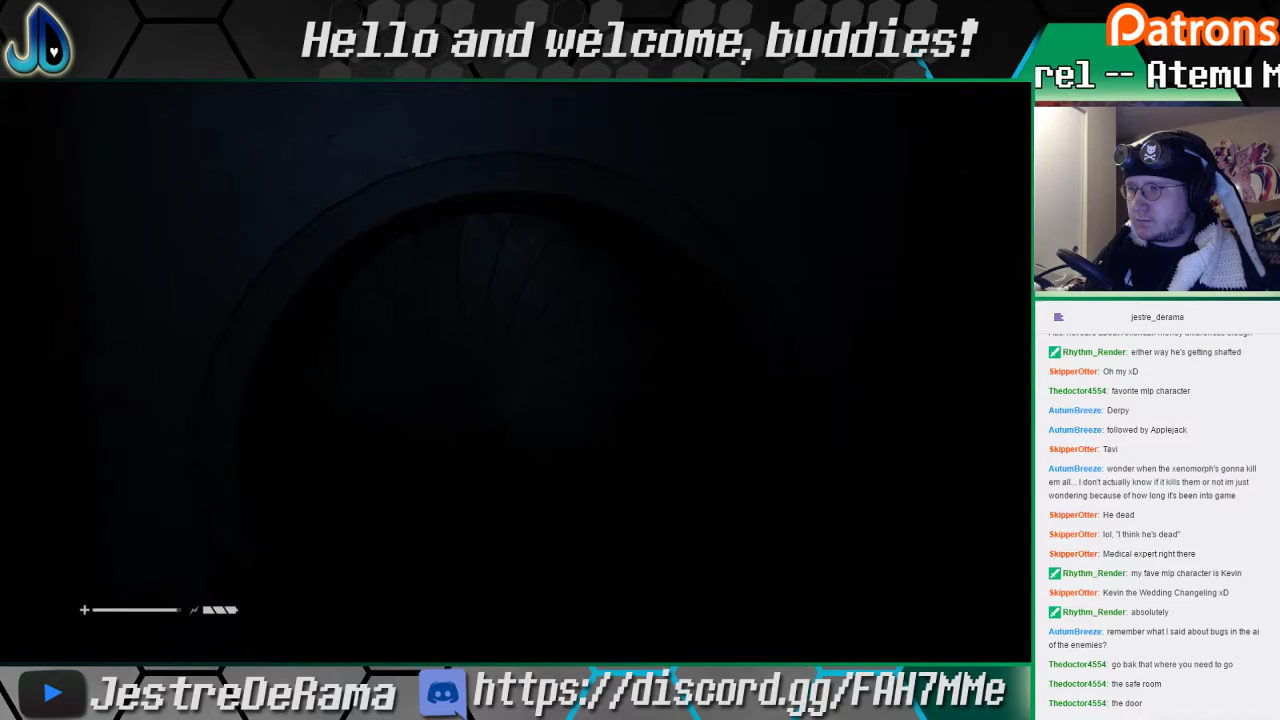 Hello and welcome, buddies!
Patrons
rel -- Atemu M
JD
jestre_derama
Rhythm_Render: either way he's getting shafted
SkipperOtter: Oh my xD
Thedoctor4554: favorite mlp character
AutumBreeze: Derpy
AutumBreeze: followed by Applejack
SkipperOtter: Tavi
AutumBreeze: wonder when the xenomorph's gonna kill
em all... I don't actually know if it kills them or not im just
wondering because of how long it's been into game
SkipperOtter: He dead
SkipperOtter: lol, "I think he's dead"
SkipperOtter: Medical expert right there
Rhythm_Render: my fave mlp character is Kevin
SkipperOtter: Kevin the Wedding Changeling xD
Rhythm_Render: absolutely
AutumBreeze: remember what I said about bugs in the ai
of the enemies?
Thedoctor4554: go bak that where you need to go
Thedoctor4554: the safe room
Thedoctor4554: the door
JestreDeRama
https://discord.gg/FAH7MMe